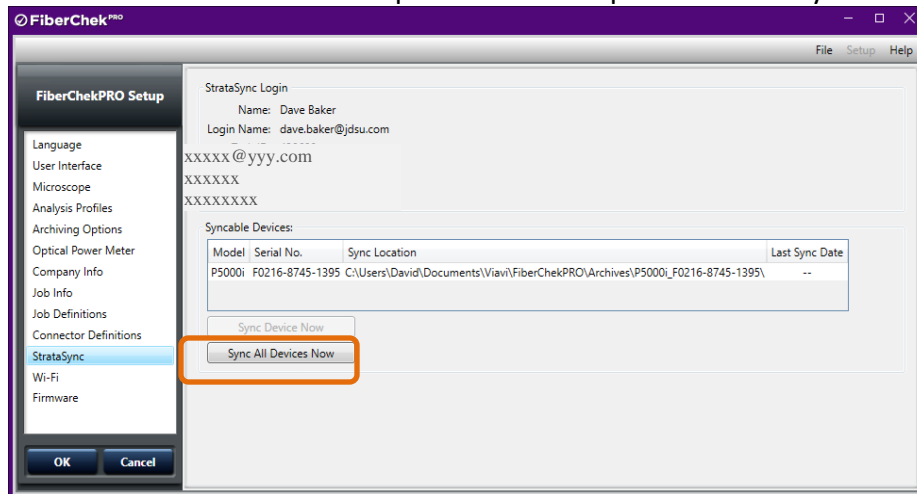 FiberChekPRO
File Setup Help
FiberChekPRO Setup
Language
User Interface
Microscope
Analysis Profiles
Archiving Options
Optical Power Meter
Company Info
Job Info
Job Definitions
Connector Definitions
StrataSync
Wi-Fi
Firmware
OK Cancel
StrataSync Login
Name: Dave Baker
Login Name: dave.baker@jdsu.com
xxxxx@yyy.com
xxxxxx
xxxxxxxx
Syncable Devices:
Model Serial No. Sync Location Last Sync Date
P5000i F0216-8745-1395 C:\Users\David\Documents\Viavi\FiberChekPRO\Archives\P5000i_F0216-8745-1395\ --
Sync Device Now
Sync All Devices Now